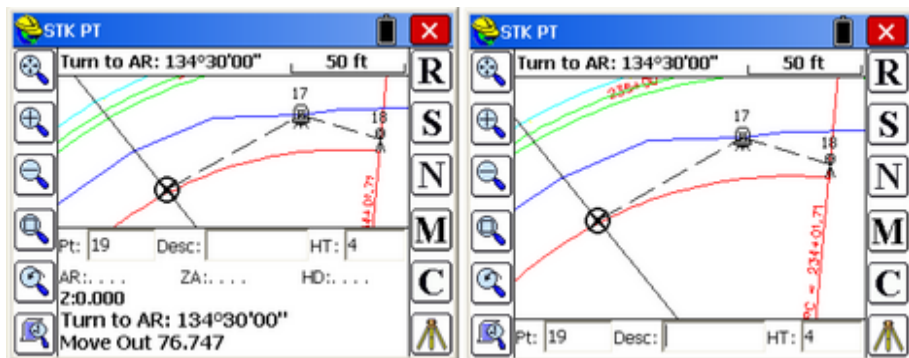 STK PT
Turn to AR: 134°30'00" 50 ft
17
18
R
S
N
M
C
Pt: 19 Desc: HT: 4
AR:. . . . ZA:. . . . HD:. . . .
2:0.000
Turn to AR: 134°30'00"
Move Out 76.747
STK PT
Turn to AR: 134°30'00" 50 ft
17
18
PC = 234+01.71
R
S
N
M
C
Pt: 19 Desc: HT: 4